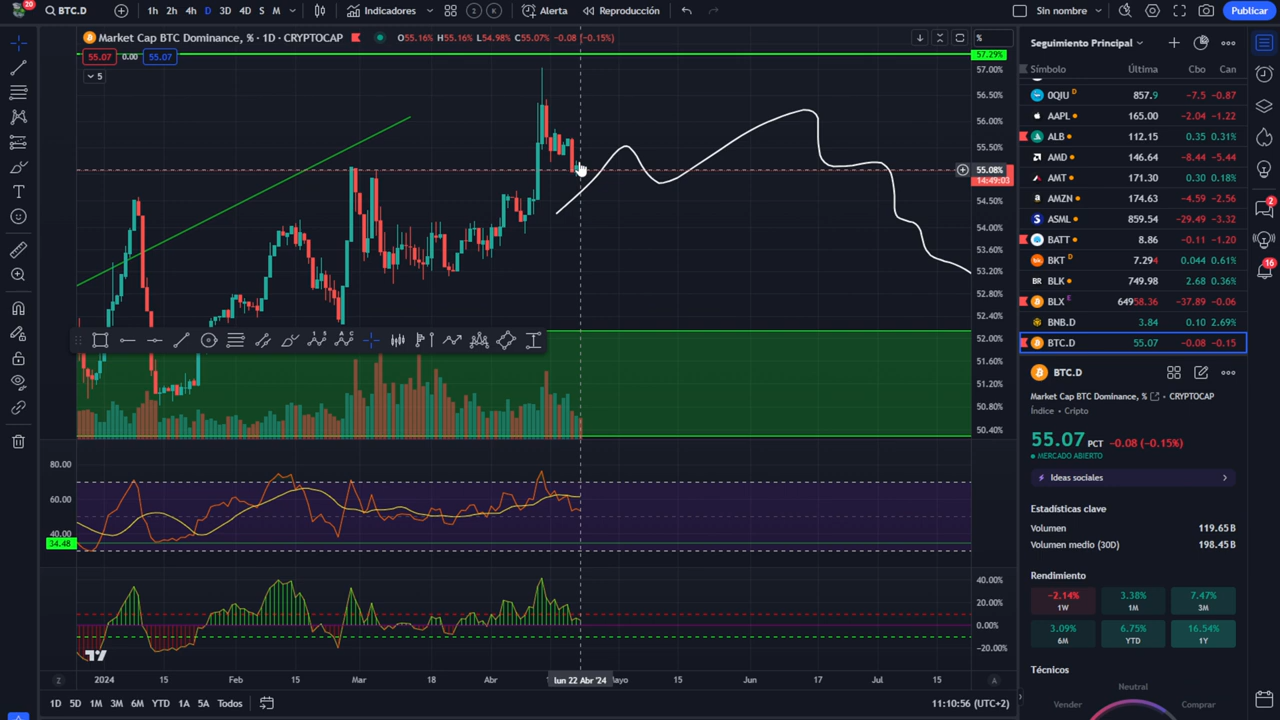 20 BTC.D 1h 2h 4h D 3D 4D S M Indicadores Alerta Reproducción Sin nombre Publicar
Market Cap BTC Dominance, % · 1D · CRYPTOCAP O55.16% H55.16% L54.98% C55.07% -0.08 (-0.15%) %
55.07 0.00 55.07
5
57.29%
57.00%
56.50%
56.00%
55.50%
55.08%
14:49:03
54.50%
54.00%
53.60%
53.20%
52.80%
52.40%
52.00%
51.60%
51.20%
50.80%
50.40%
80.00
60.00
40.00
34.48
40.00%
20.00%
0.00%
-20.00%
2024 15 Feb 15 Mar 18 Abr lun 22 Abr '24 Mayo 15 Jun 17 Jul 15
Z A
1D 5D 1M 3M 6M YTD 1A 5A Todos 11:10:56 (UTC+2)
Seguimiento Principal
Símbolo Última Cbo Can
0QIU D 857.9 -7.5 -0.87
AAPL 165.00 -2.04 -1.22
ALB 112.15 0.35 0.31%
AMD 146.64 -8.44 -5.44
AMT 171.30 0.30 0.18%
AMZN 174.63 -4.59 -2.56
ASML 859.54 -29.49 -3.32
BATT 8.86 -0.11 -1.20
BKT D 7.294 0.044 0.61%
BLK 749.98 2.68 0.36%
BLX E 64958.36 -37.89 -0.06
BNB.D 3.84 0.10 2.69%
BTC.D 55.07 -0.08 -0.15
BTC.D
Market Cap BTC Dominance, % · CRYPTOCAP
Índice · Cripto
55.07 PCT -0.08 (-0.15%)
MERCADO ABIERTO
Ideas sociales
Estadísticas clave
Volumen 119.65B
Volumen medio (30D) 198.45B
Rendimiento
-2.14% 3.38% 7.47%
1W 1M 3M
3.09% 6.75% 16.54%
6M YTD 1Y
Técnicos
Neutral
Vender Comprar
2
16